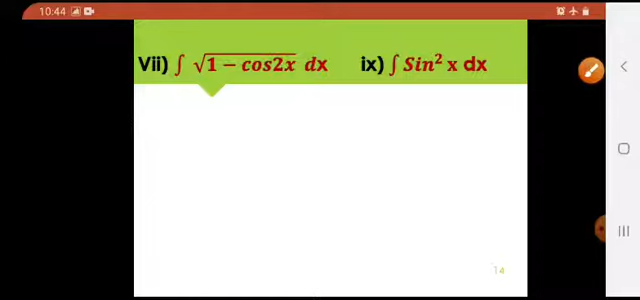 10:44
Vii) ∫ √1 − cos2x dx ix) ∫ Sin² x dx
14